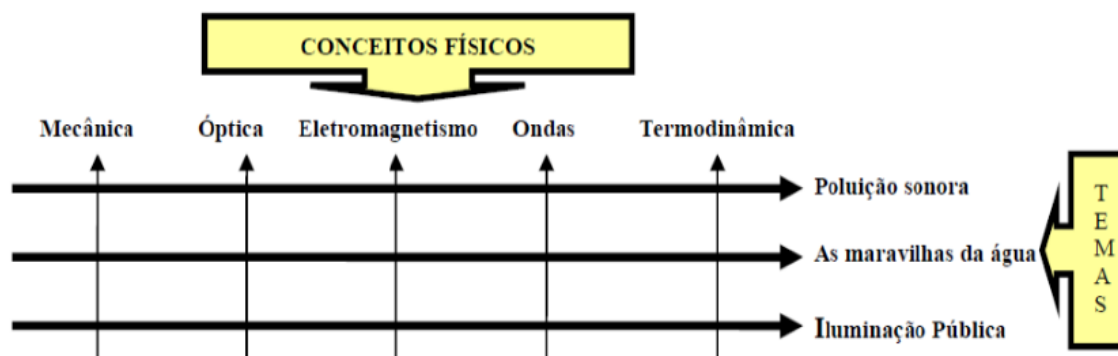 CONCEITOS FÍSICOS
Mecânica Óptica Eletromagnetismo Ondas Termodinâmica
Poluição sonora
As maravilhas da água
Iluminação Pública
T
E
M
A
S